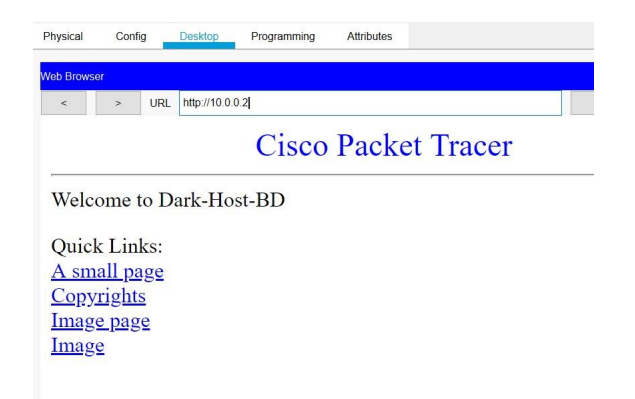 Physical Config Desktop Programming Attributes
Web Browser
< > URL http://10.0.0.2
Cisco Packet Tracer
Welcome to Dark-Host-BD
Quick Links:
A small page
Copyrights
Image page
Image